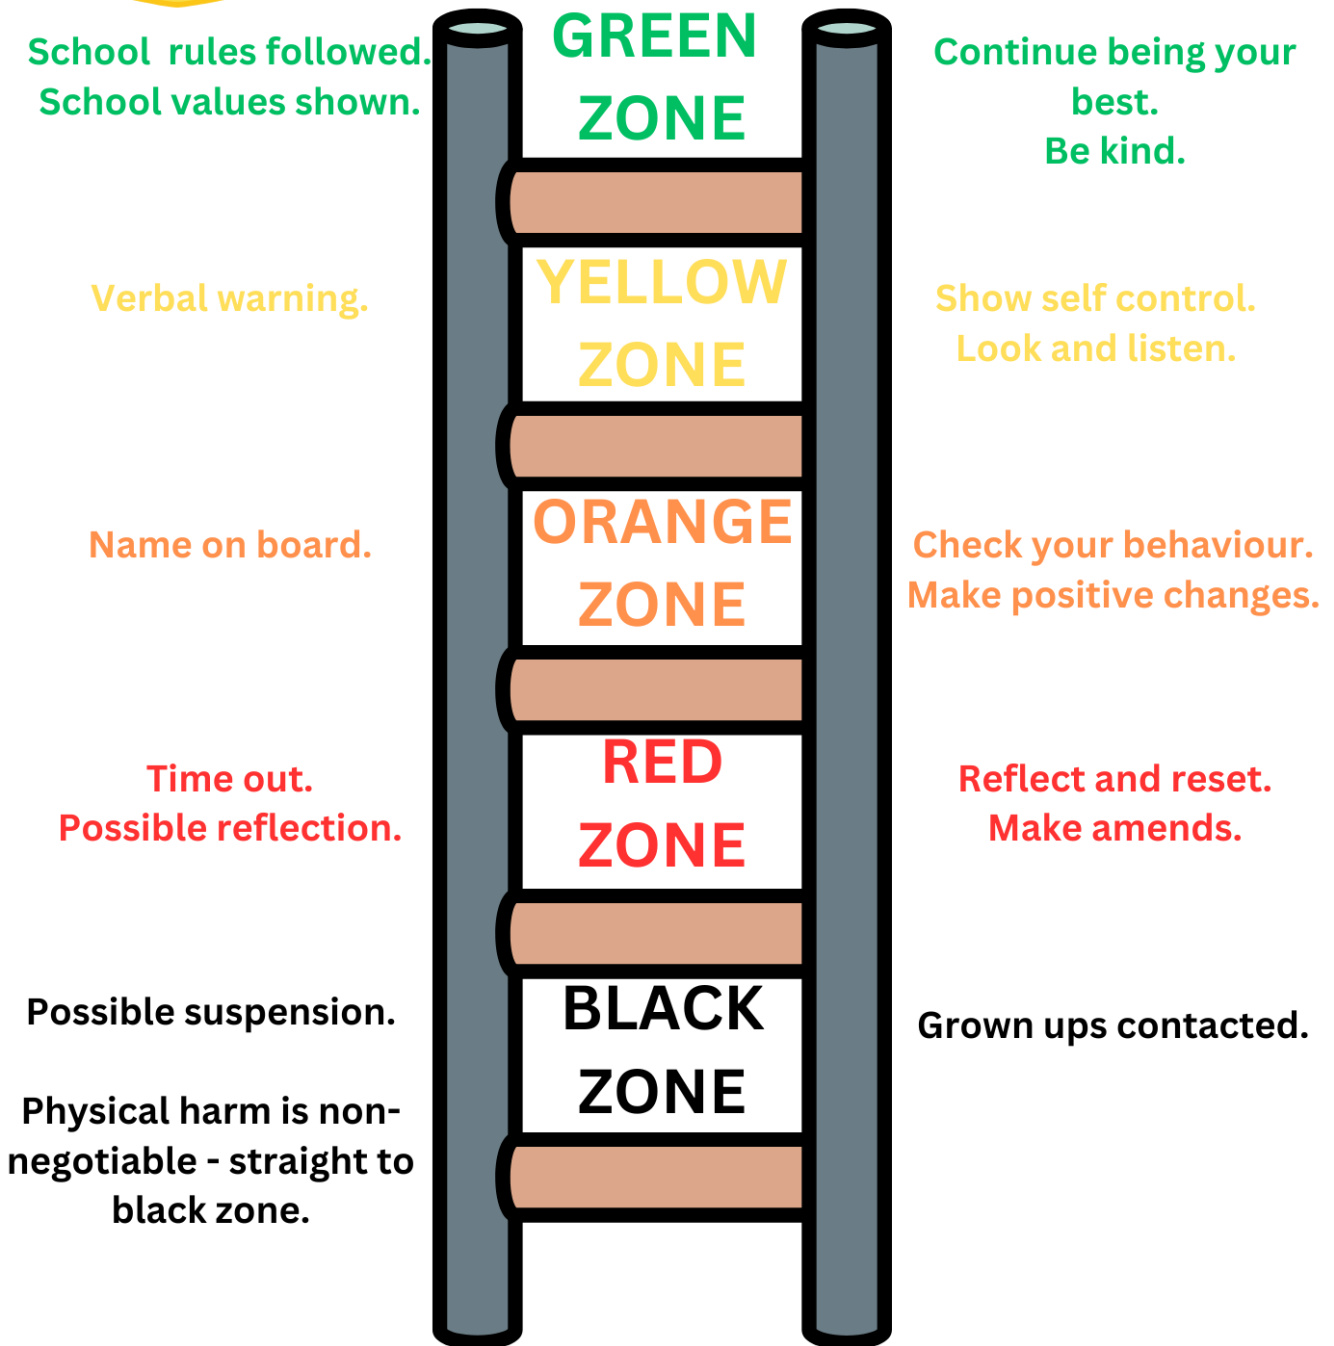 School  rules followed.
School values shown.
GREEN
ZONE
Continue being your
best.
Be kind.
Verbal warning.
YELLOW
ZONE
Show self control.
Look and listen.
Name on board.
ORANGE
ZONE
Check your behaviour.
Make positive changes.
Time out.
Possible reflection.
RED
ZONE
Reflect and reset.
Make amends.
Possible suspension.
Physical harm is non-
negotiable - straight to
black zone.
BLACK
ZONE
Grown ups contacted.